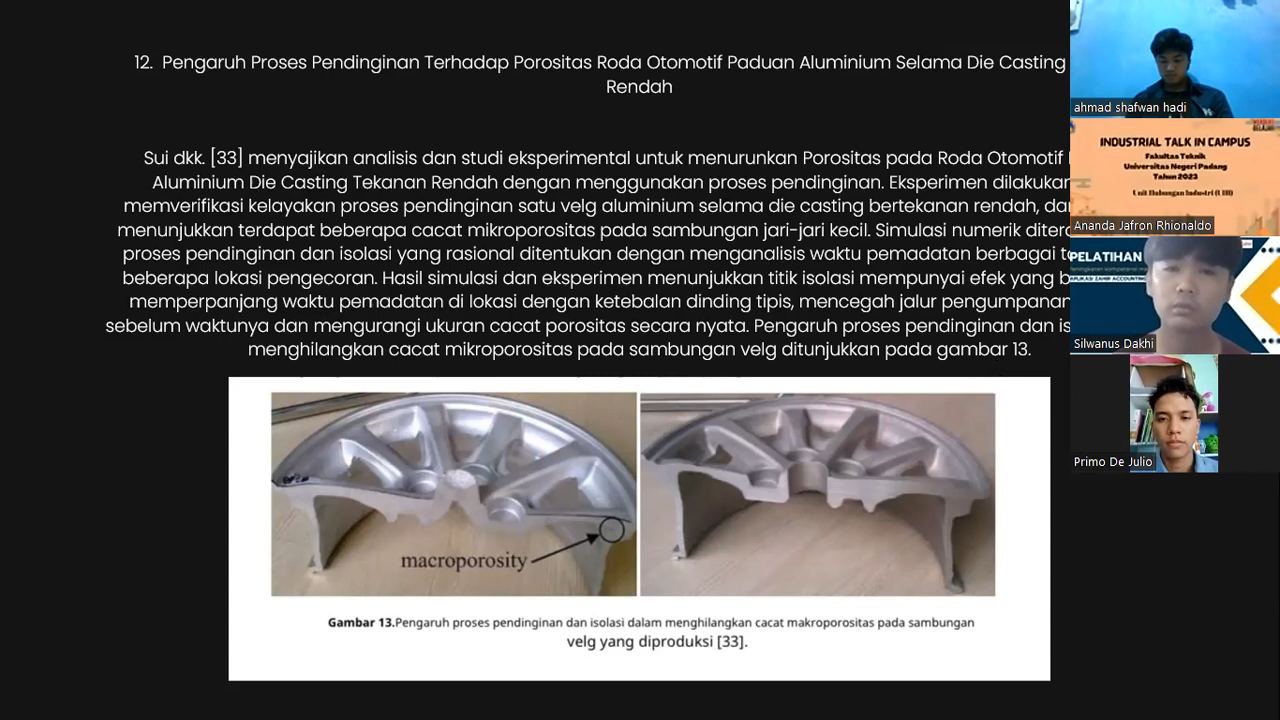 12. Pengaruh Proses Pendinginan Terhadap Porositas Roda Otomotif Paduan Aluminium Selama Die Casting
Rendah
Sui dkk. [33] menyajikan analisis dan studi eksperimental untuk menurunkan Porositas pada Roda Otomotif
Aluminium Die Casting Tekanan Rendah dengan menggunakan proses pendinginan. Eksperimen dilakukan
memverifikasi kelayakan proses pendinginan satu velg aluminium selama die casting bertekanan rendah, dan
menunjukkan terdapat beberapa cacat mikroporositas pada sambungan jari-jari kecil. Simulasi numerik
proses pendinginan dan isolasi yang rasional ditentukan dengan menganalisis waktu pemadatan berbagai
beberapa lokasi pengecoran. Hasil simulasi dan eksperimen menunjukkan titik isolasi mempunyai efek yang
memperpanjang waktu pemadatan di lokasi dengan ketebalan dinding tipis, mencegah jalur pengumpanan
sebelum waktunya dan mengurangi ukuran cacat porositas secara nyata. Pengaruh proses pendinginan dan
menghilangkan cacat mikroporositas pada sambungan velg ditunjukkan pada gambar 13.
macroporosity
Gambar 13.Pengaruh proses pendinginan dan isolasi dalam menghilangkan cacat makroporositas pada sambungan
velg yang diproduksi [33].
ahmad shafwan hadi
INDUSTRIAL TALK IN CAMPUS
Fakultas Teknik
Universitas Negeri Padang
Tahun 2023
Unit Hubungan Industri (UHI)
Ananda Jafron Rhionaldo
PELATIHAN
APLIKASI ZAHIR ACCOUNTING
Silwanus Dakhi
Primo De Julio